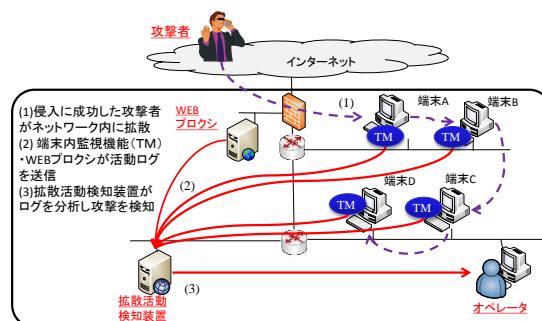 攻撃者
インターネット
(1)侵入に成功した攻撃者
がネットワーク内に拡散
(2) 端末内監視機能(TM)
・WEBプロキシが活動ログ
を送信
(3)拡散活動検知装置が
ログを分析し攻撃を検知
WEB
プロクシ
(1)
端末A
端末B
TM
TM
(2)
端末D
端末C
TM
TM
(3)
拡散活動
検知装置
オペレータ